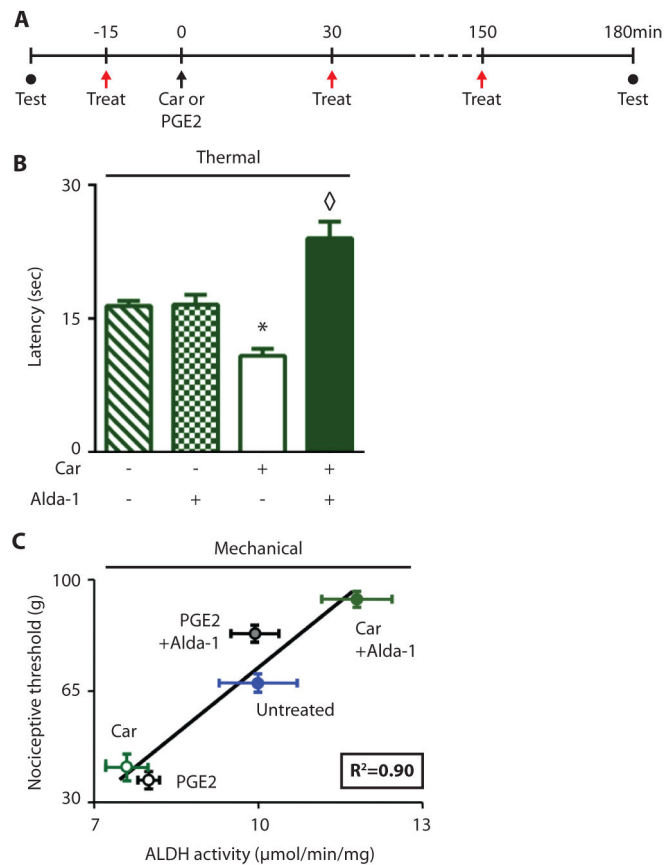 A
-15 0 30 150 180min
Test Treat Car or Treat Treat Test
PGE2
B
Thermal
30
◊
15
*
0
Latency (sec)
Car - - + +
Alda-1 - + - +
C
Mechanical
100
PGE2
+Alda-1
Car
+Alda-1
65
Untreated
Car
PGE2
R²=0.90
30
7 10 13
Nociceptive threshold (g)
ALDH activity (µmol/min/mg)